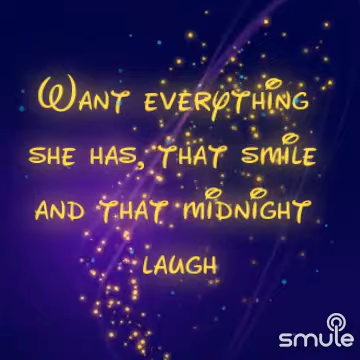 Want everything
she has, that smile
and that midnight
laugh
smule